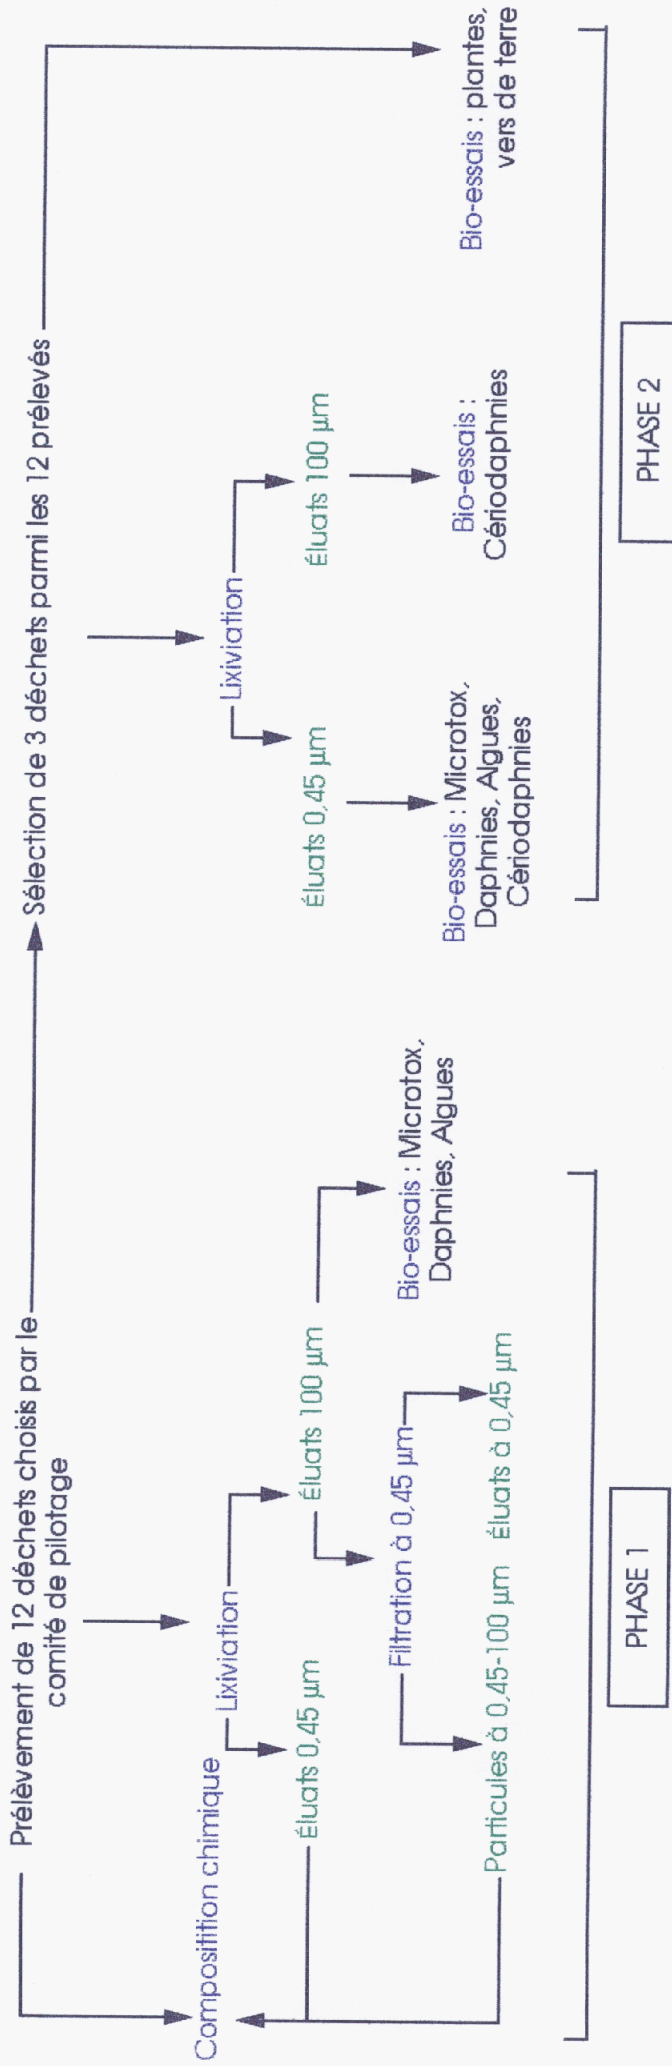 Prélèvement de 12 déchets choisis par le
comité de pilotage
Composition chimique
Lixiviation
Éluats 0,45 µm
Éluats 100 µm
Filtration à 0,45 µm
Bio-essais : Microtox,
Daphnies, Algues
Particules à 0,45-100 µm
Éluats à 0,45 µm
PHASE 1
Sélection de 3 déchets parmi les 12 prélevés
Lixiviation
Éluats 0,45 µm
Éluats 100 µm
Bio-essais : Microtox,
Daphnies, Algues,
Cériodaphnies
Bio-essais :
Cériodaphnies
Bio-essais : plantes,
vers de terre
PHASE 2